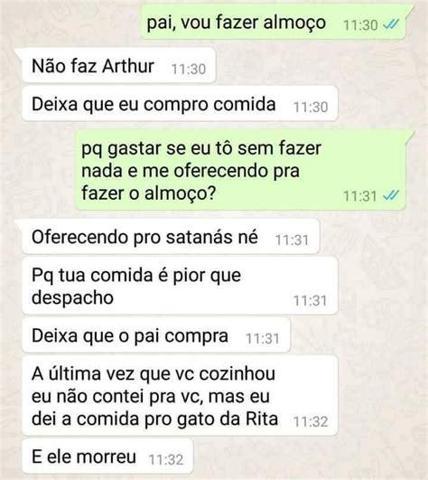 pai, vou fazer almoço 11:30
Não faz Arthur 11:30
Deixa que eu compro comida 11:30
pq gastar se eu tô sem fazer
nada e me oferecendo pra
fazer o almoço? 11:31
Oferecendo pro satanás né 11:31
Pq tua comida é pior que
despacho 11:31
Deixa que o pai compra 11:31
A última vez que vc cozinhou
eu não contei pra vc, mas eu
dei a comida pro gato da Rita 11:32
E ele morreu 11:32